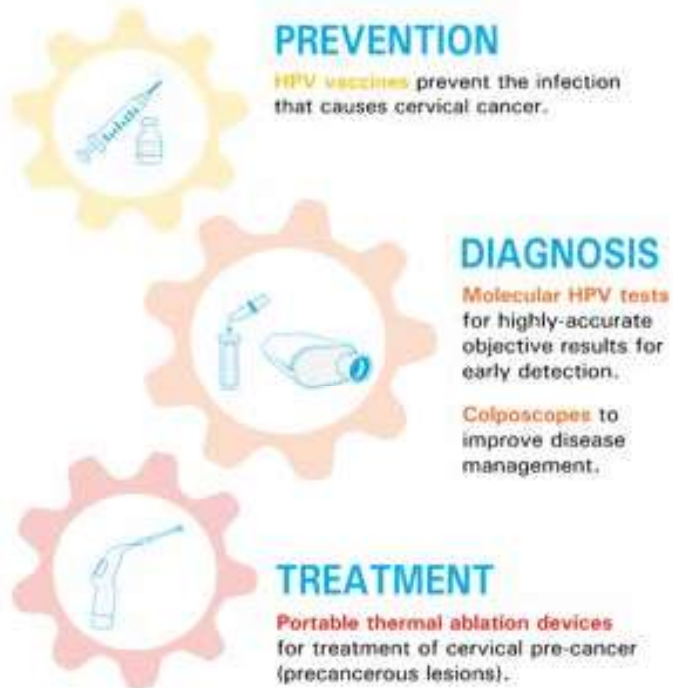 PREVENTION
HPV vaccines prevent the infection
that causes cervical cancer.
DIAGNOSIS
Molecular HPV tests
for highly-accurate
objective results for
early detection.
Colposcopes to
improve disease
management.
TREATMENT
Portable thermal ablation devices
for treatment of cervical pre-cancer
(precancerous lesions).